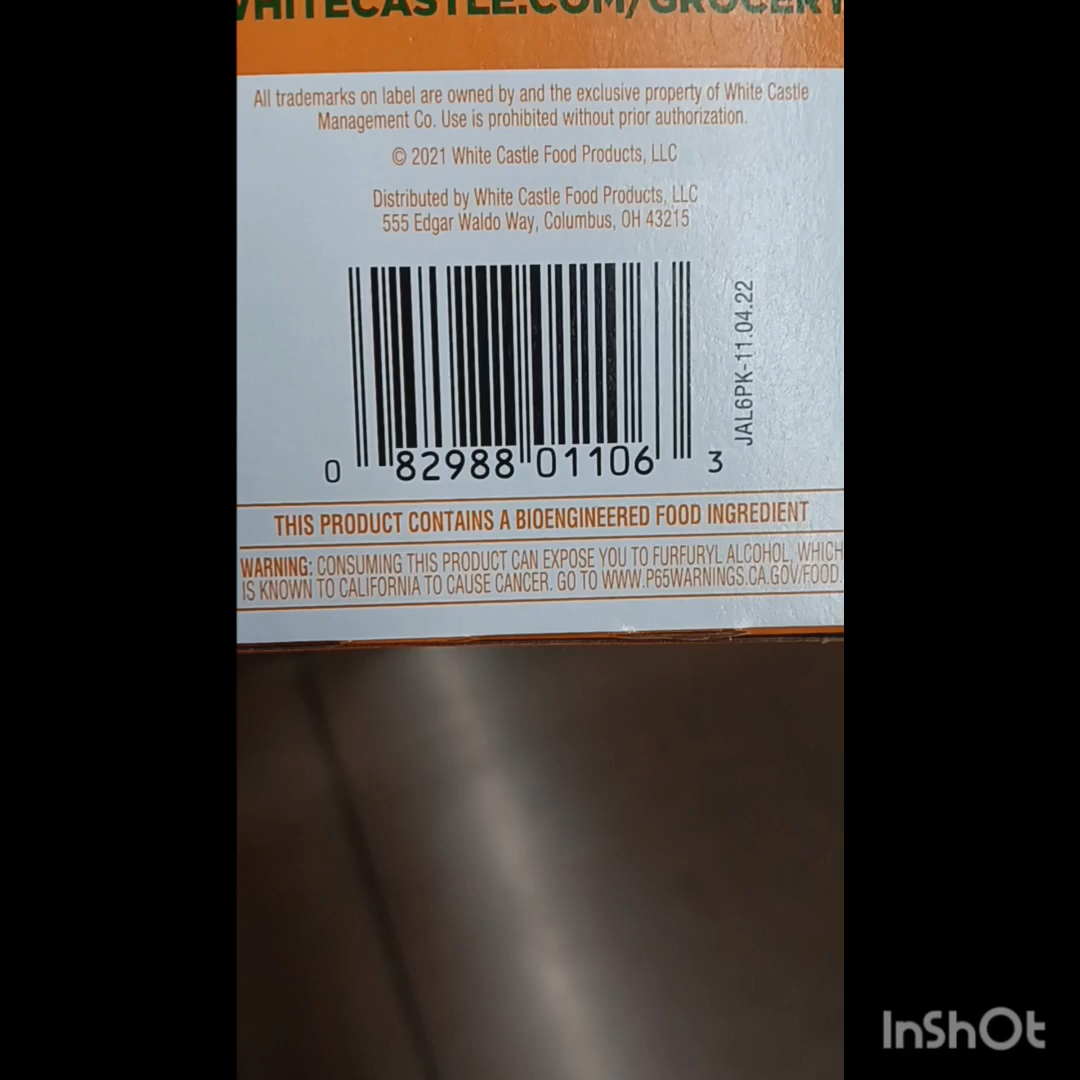 WHITECASTLE.COM/GROCERY
All trademarks on label are owned by and the exclusive property of White Castle
Management Co. Use is prohibited without prior authorization.
© 2021 White Castle Food Products, LLC
Distributed by White Castle Food Products, LLC
555 Edgar Waldo Way, Columbus, OH 43215
JAL6PK-11.04.22
0 82988 01106 3
THIS PRODUCT CONTAINS A BIOENGINEERED FOOD INGREDIENT
WARNING: CONSUMING THIS PRODUCT CAN EXPOSE YOU TO FURFURYL ALCOHOL, WHICH
IS KNOWN TO CALIFORNIA TO CAUSE CANCER. GO TO WWW.P65WARNINGS.CA.GOV/FOOD.
InShOt